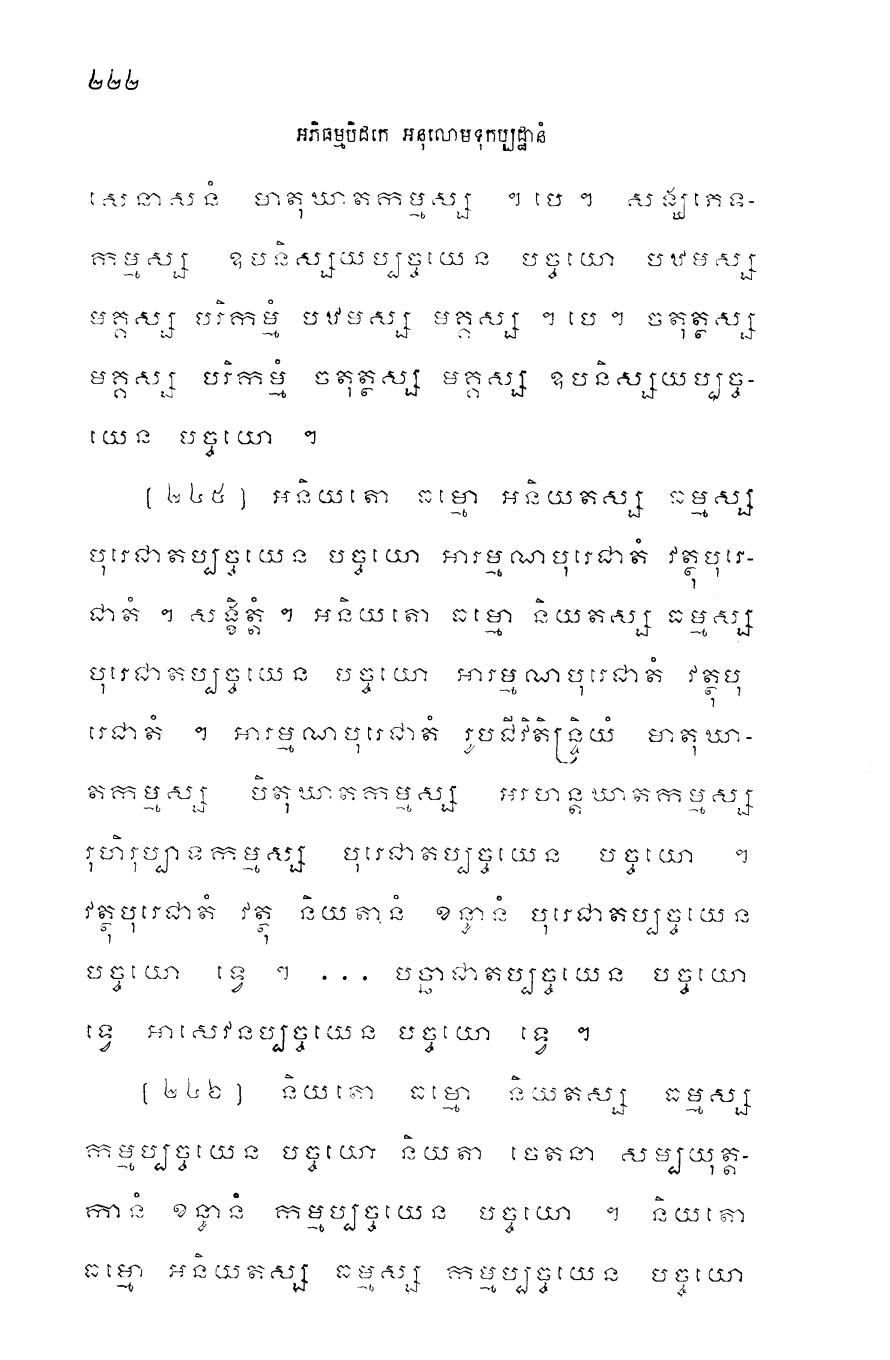 ២២២
អភិធម្មបិដកេ អនុលោមទុកប្បដ្ឋានំ
សេនាសនំ មាតុឃាតកម្មស្ស ។ បេ ។ សង្ឃភេទ-
កម្មស្ស ឧបនិស្សយប្បច្ចយេន បច្ចយោ បឋមស្ស
មគ្គស្ស បរិកម្មំ បឋមស្ស មគ្គស្ស ។ បេ ។ ចតុត្ថស្ស
មគ្គស្ស បរិកម្មំ ចតុត្ថស្ស មគ្គស្ស ឧបនិស្សយប្បច្ច-
យេន បច្ចយោ ។
[២៤៥] អនិយតោ ធម្មោ អនិយតស្ស ធម្មស្ស
បុរេជាតប្បច្ចយេន បច្ចយោ អារម្មណបុរេជាតំ វត្ថុបុរេ-
ជាតំ ។ សង្ខិត្តំ ។ អនិយតោ ធម្មោ និយតស្ស ធម្មស្ស
បុរេជាតប្បច្ចយេន បច្ចយោ អារម្មណបុរេជាតំ វត្ថុបុ
រេជាតំ ។ អារម្មណបុរេជាតំ រូបជីវិតិន្ទ្រិយំ មាតុឃា-
តកម្មស្ស បិតុឃាតកម្មស្ស អរហន្តឃាតកម្មស្ស
រុហិរុប្បាទកម្មស្ស បុរេជាតប្បច្ចយេន បច្ចយោ ។
វត្ថុបុរេជាតំ វត្ថុ និយតានំ ខន្ធានំ បុរេជាតប្បច្ចយេន
បច្ចយោ ទ្វេ ។ ... បច្ឆាជាតប្បច្ចយេន បច្ចយោ
ទ្វេ អាសេវនប្បច្ចយេន បច្ចយោ ទ្វេ ។
[២៤៦] និយតោ ធម្មោ និយតស្ស ធម្មស្ស
កម្មប្បច្ចយេន បច្ចយោ និយតា ចេតនា សម្បយុត្ត-
កានំ ខន្ធានំ កម្មប្បច្ចយេន បច្ចយោ ។ និយតោ
ធម្មោ អនិយតស្ស ធម្មស្ស កម្មប្បច្ចយេន បច្ចយោ